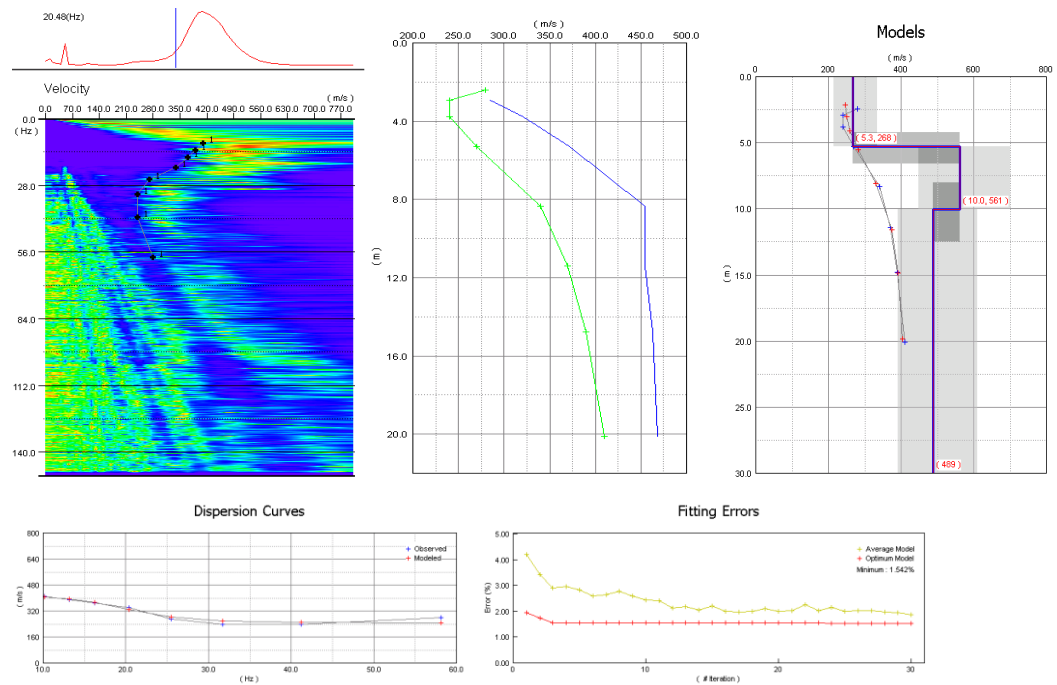 20.48(Hz)
Velocity
( m/s )
0.0 70.0 140.0 210.0 280.0 350.0 420.0 490.0 560.0 630.0 700.0 770.0
0.0
( Hz )
28.0
56.0
84.0
112.0
140.0
1
( m/s )
200.0 250.0 300.0 350.0 400.0 450.0 500.0
0.0
4.0
8.0
( m )
12.0
16.0
20.0
Models
( m/s )
0 200 400 600 800
0.0
5.0
10.0
( m )
15.0
20.0
25.0
30.0
( 5.3, 268 )
( 10.0, 561 )
( 489 )
Dispersion Curves
800
640
480
( m/s )
320
160
0
10.0 20.0 30.0 40.0 50.0 60.0
( Hz )
Observed
Modeled
Fitting Errors
5.00
4.00
3.00
Error (%)
2.00
1.00
0.00
0 10 20 30
( # Iteration )
Average Model
Optimum Model
Minimum : 1.542%